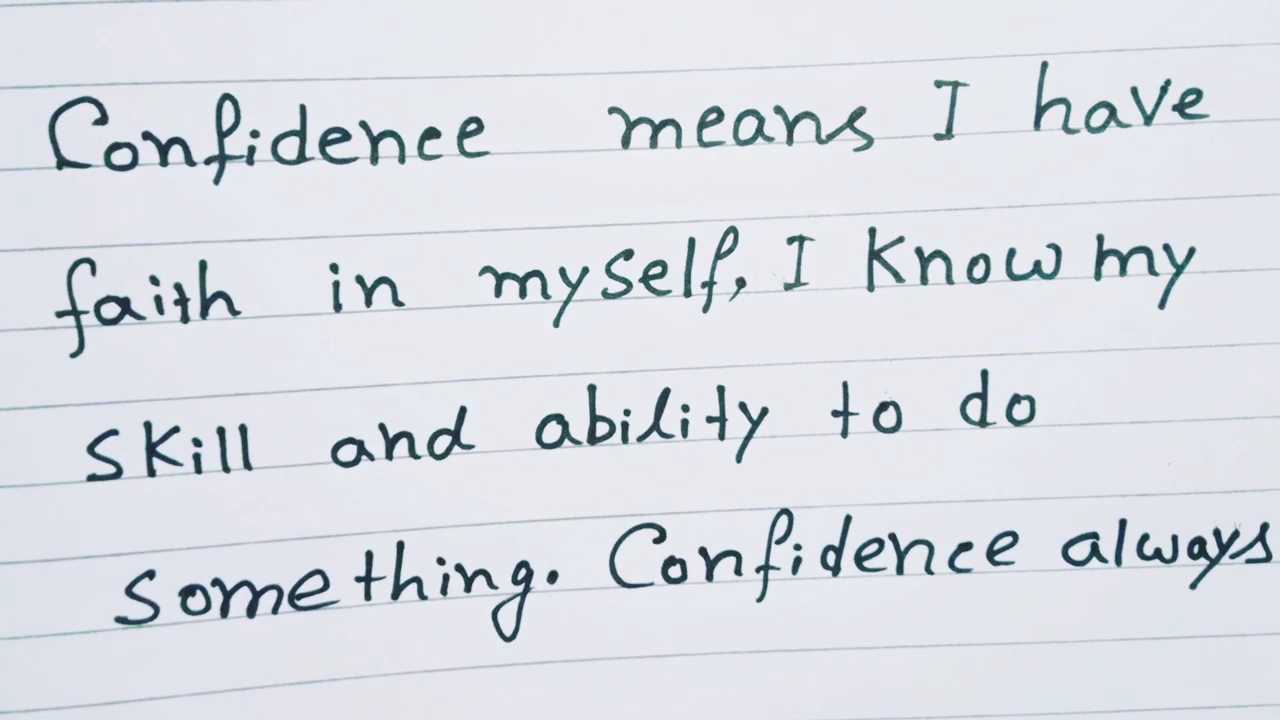 Confidence means I have
faith in myself, I know my
skill and ability to do
something. Confidence always